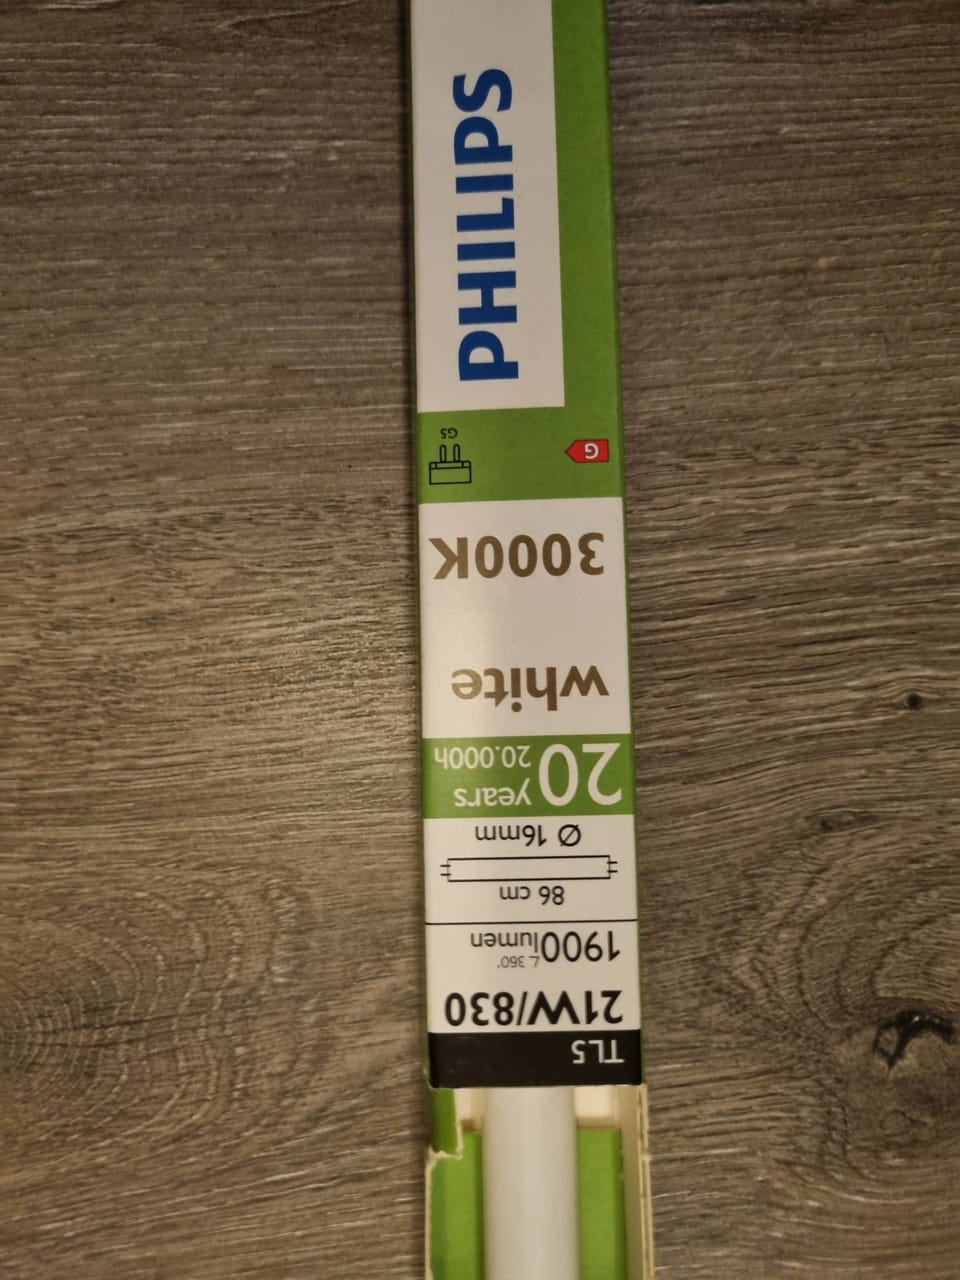 TL5
21W/830
1900 lumen
∠360°
86 cm
Ø 16mm
20 years
20.000h
white
3000K
G
G5
PHILIPS